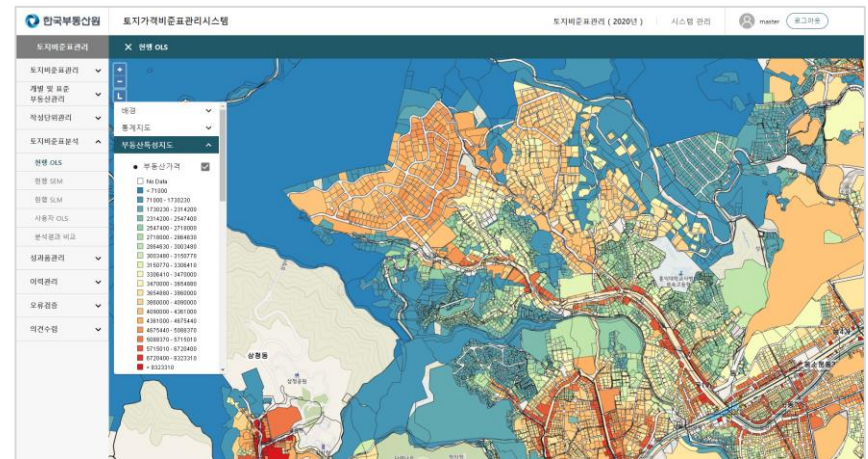 한국부동산원
토지가격비준표관리시스템
토지비준표관리 ( 2020년 )
시스템 관리
master
로그아웃
토지비준표관리
X 현행 OLS
토지비준표관리
개별 및 표준
부동산관리
작성단위관리
토지비준표분석
현행 OLS
현행 SEM
현행 SLM
사용자 OLS
분석결과 비교
성과품관리
이력관리
오류검증
의견수렴
+
-
L
배경
통계지도
부동산특성지도
부동산가격
No Data
< 71000
71000 - 1730230
1730230 - 2314200
2314200 - 2547400
2547400 - 2718000
2718000 - 2884630
2884630 - 3003480
3003480 - 3150770
3150770 - 3306410
3306410 - 3470000
3470000 - 3654880
3654880 - 3860000
3860000 - 4090000
4090000 - 4361000
4361000 - 4675440
4675440 - 5088370
5088370 - 5715010
5715010 - 6720400
6720400 - 8323310
+ 8323310
삼청동
삼청공원